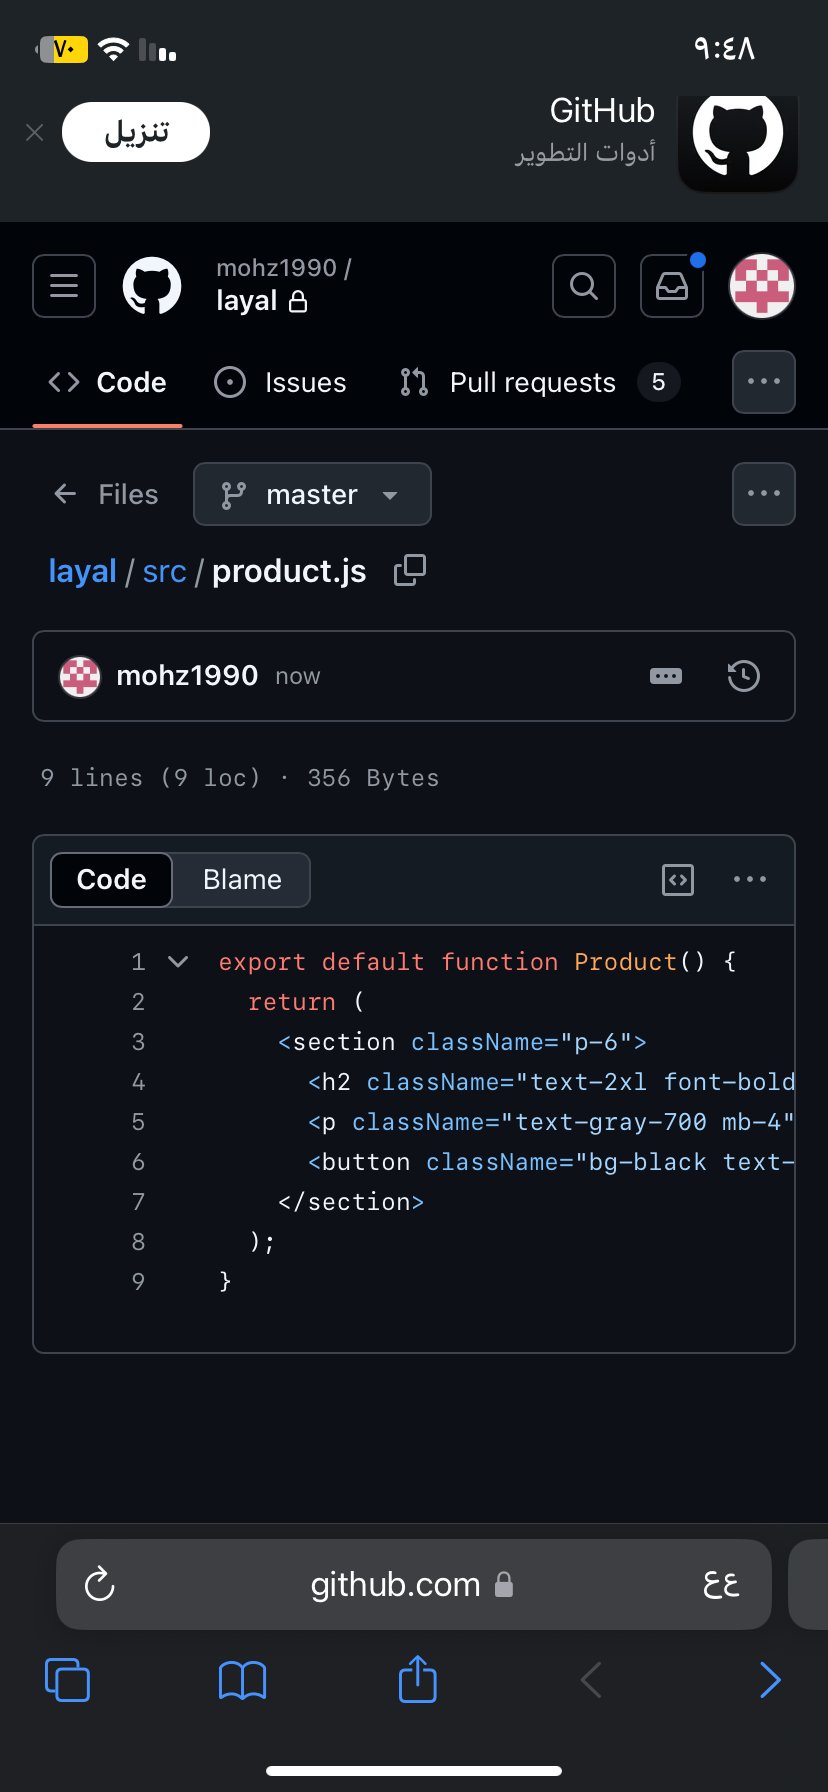 ٩:٤٨
٧٠
GitHub
أدوات التطوير
تنزيل
mohz1990 /
layal
Code
Issues
Pull requests 5
Files
master
layal / src / product.js
mohz1990 now
9 lines (9 loc) · 356 Bytes
Code
Blame
1 export default function Product() {
2 return (
3 <section className="p-6">
4 <h2 className="text-2xl font-bold
5 <p className="text-gray-700 mb-4"
6 <button className="bg-black text-
7 </section>
8 );
9 }
github.com
عع